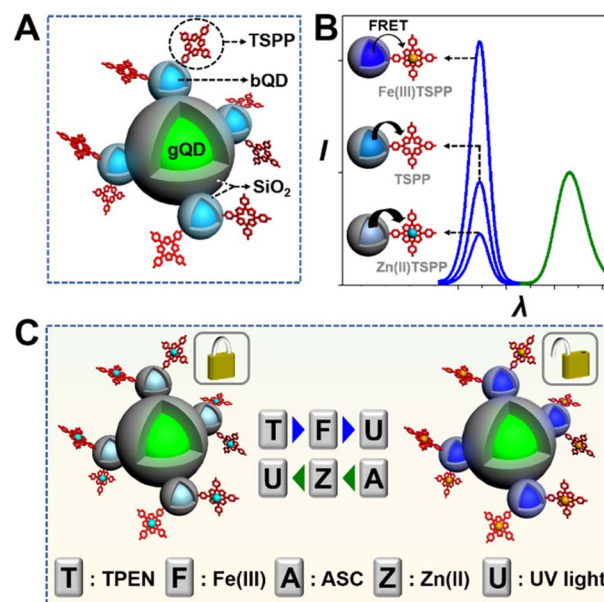 A
TSPP
bQD
gQD
SiO₂
B
FRET
Fe(III)TSPP
TSPP
Zn(II)TSPP
I
λ
C
T F U
U Z A
T : TPEN F : Fe(III) A : ASC Z : Zn(II) U : UV light